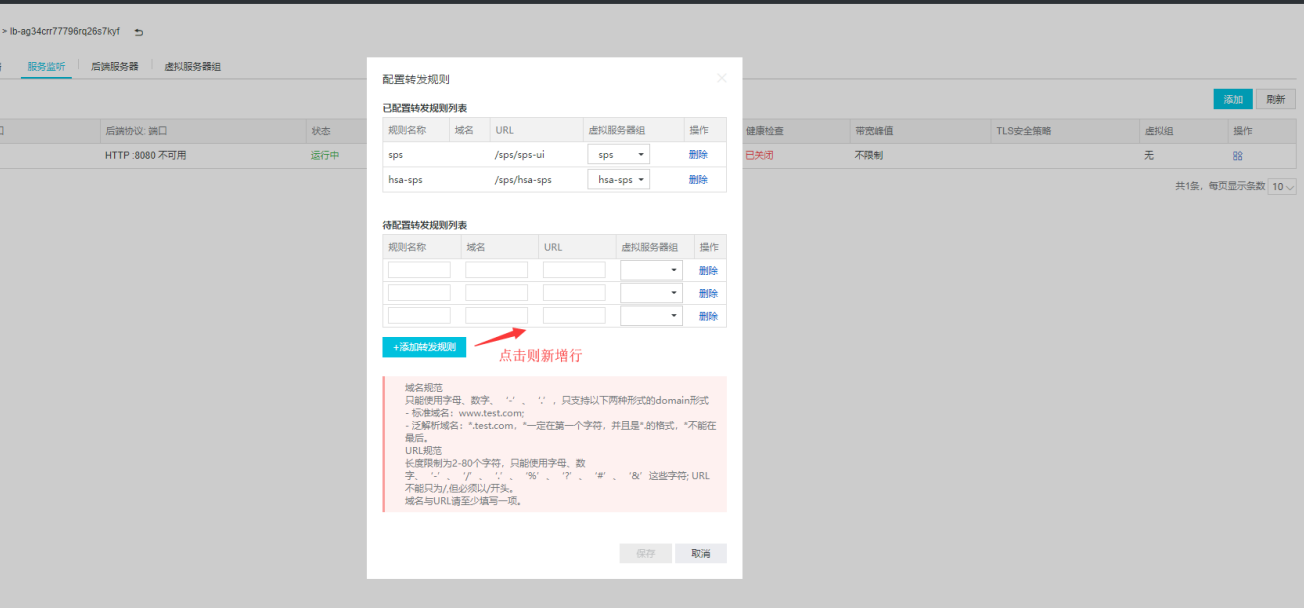 > lb-ag34crr77796rq26s7kyf
服务监听 后端服务器 虚拟服务器组
添加 刷新
后端协议: 端口 状态 健康检查 带宽峰值 TLS安全策略 虚拟组 操作
HTTP :8080 不可用 运行中 已关闭 不限制 无
共1条，每页显示条数 10
配置转发规则
已配置转发规则列表
规则名称 域名 URL 虚拟服务器组 操作
sps /sps/sps-ui sps 删除
hsa-sps /sps/hsa-sps hsa-sps 删除
待配置转发规则列表
规则名称 域名 URL 虚拟服务器组 操作
删除
删除
删除
+添加转发规则
点击则新增行
域名规范
只能使用字母、数字、 '-' 、 '.' ，只支持以下两种形式的domain形式
- 标准域名：www.test.com;
- 泛解析域名：*.test.com，*一定在第一个字符，并且是*.的格式，*不能在
最后。
URL规范
长度限制为2-80个字符，只能使用字母、数
字、 '-' 、 '/' 、 '.' 、 '%' 、 '?' 、 '#' 、 '&' 这些字符; URL
不能只为/,但必须以/开头。
域名与URL请至少填写一项。
保存 取消